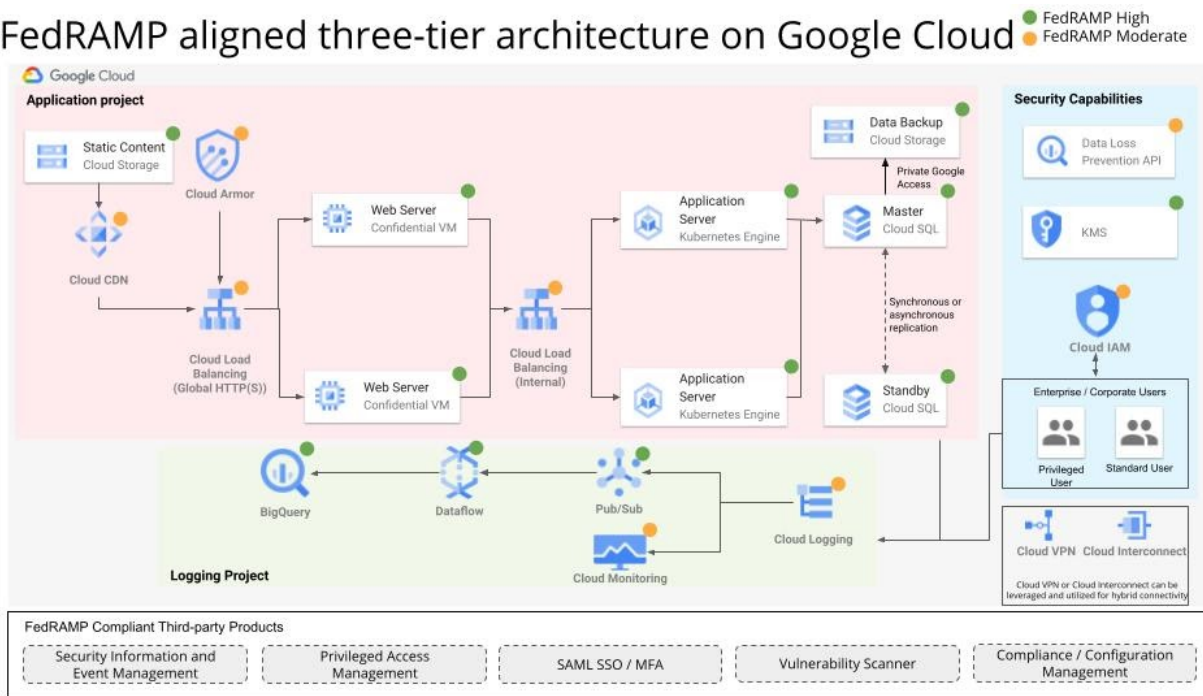 FedRAMP aligned three-tier architecture on Google Cloud
FedRAMP High
FedRAMP Moderate
Google Cloud
Application project
Static Content
Cloud Storage
Cloud Armor
Cloud CDN
Cloud Load
Balancing
(Global HTTP(S))
Web Server
Confidential VM
Web Server
Confidential VM
Cloud Load
Balancing
(Internal)
Application
Server
Kubernetes Engine
Application
Server
Kubernetes Engine
Data Backup
Cloud Storage
Private Google
Access
Master
Cloud SQL
Synchronous or
asynchronous
replication
Standby
Cloud SQL
Security Capabilities
Data Loss
Prevention API
KMS
Cloud IAM
Enterprise / Corporate Users
Privileged
User
Standard User
Cloud VPN
Cloud Interconnect
Cloud VPN or Cloud Interconnect can be
leveraged and utilized for hybrid connectivity
BigQuery
Dataflow
Pub/Sub
Cloud Logging
Cloud Monitoring
Logging Project
FedRAMP Compliant Third-party Products
Security Information and
Event Management
Privileged Access
Management
SAML SSO / MFA
Vulnerability Scanner
Compliance / Configuration
Management